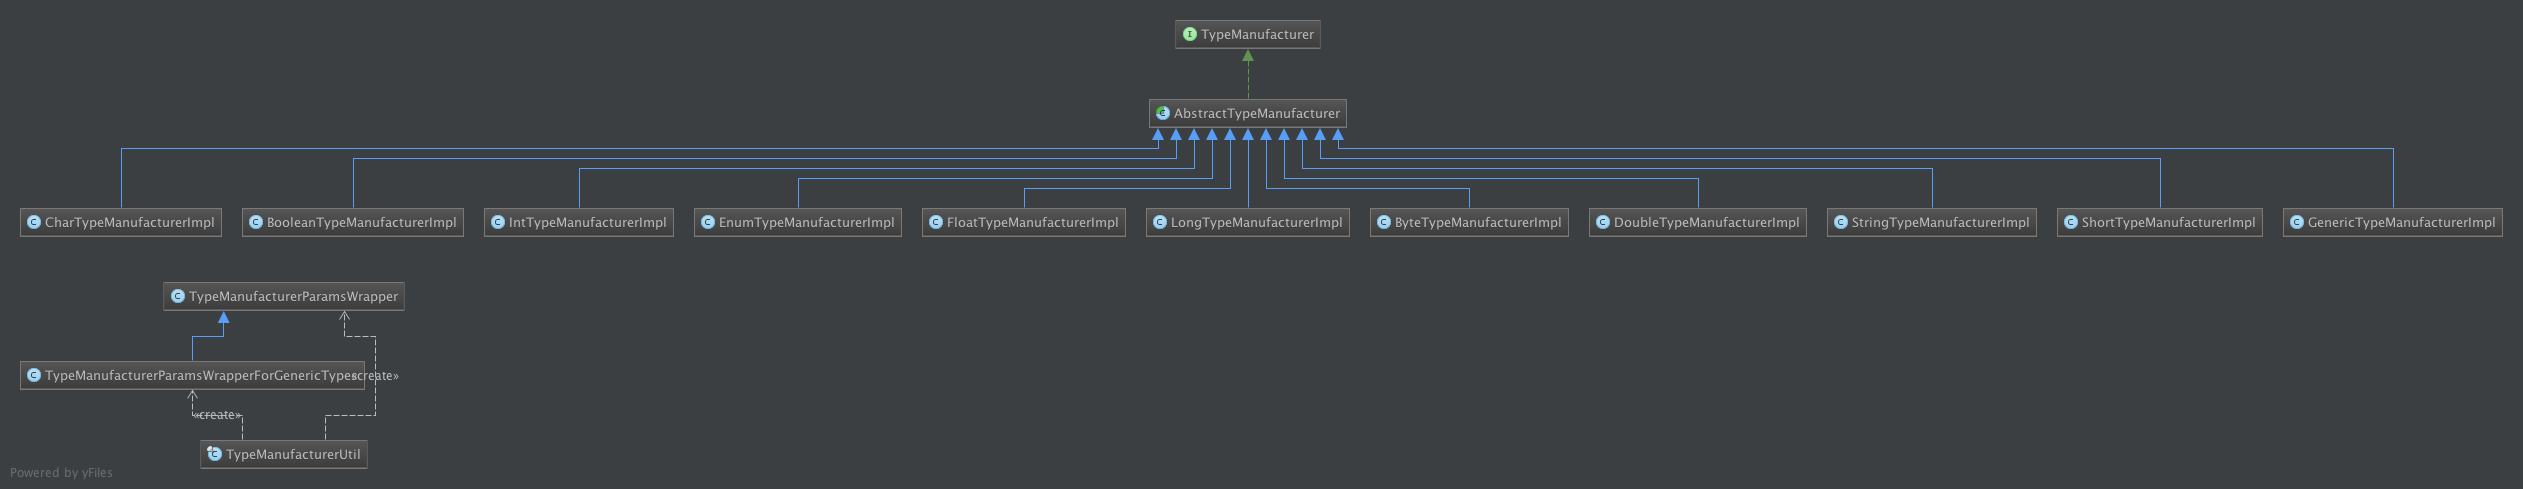 TypeManufacturer
AbstractTypeManufacturer
CharTypeManufacturerImpl
BooleanTypeManufacturerImpl
IntTypeManufacturerImpl
EnumTypeManufacturerImpl
FloatTypeManufacturerImpl
LongTypeManufacturerImpl
ByteTypeManufacturerImpl
DoubleTypeManufacturerImpl
StringTypeManufacturerImpl
ShortTypeManufacturerImpl
GenericTypeManufacturerImpl
TypeManufacturerParamsWrapper
TypeManufacturerParamsWrapperForGenericTypes
«create»
«create»
TypeManufacturerUtil
Powered by yFiles